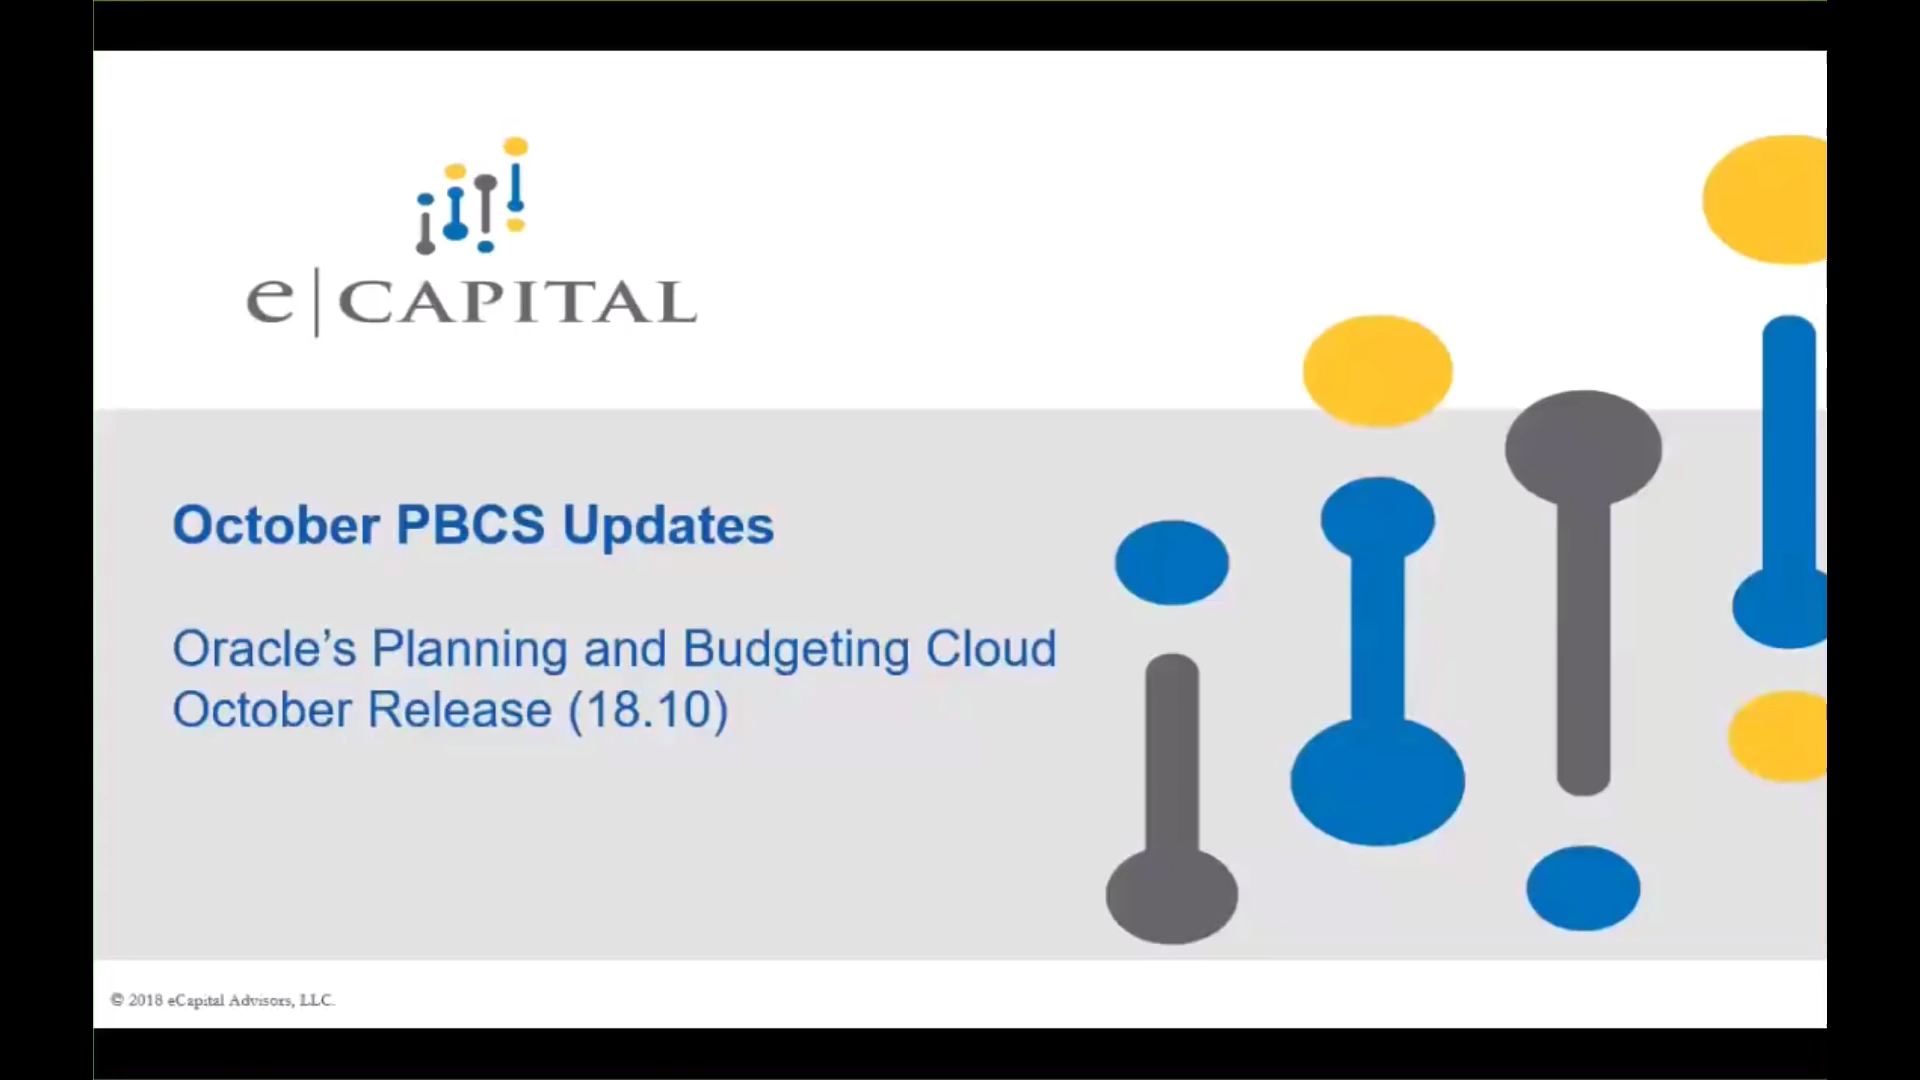 e|CAPITAL
October PBCS Updates
Oracle’s Planning and Budgeting Cloud
October Release (18.10)
© 2018 eCapital Advisors, LLC.